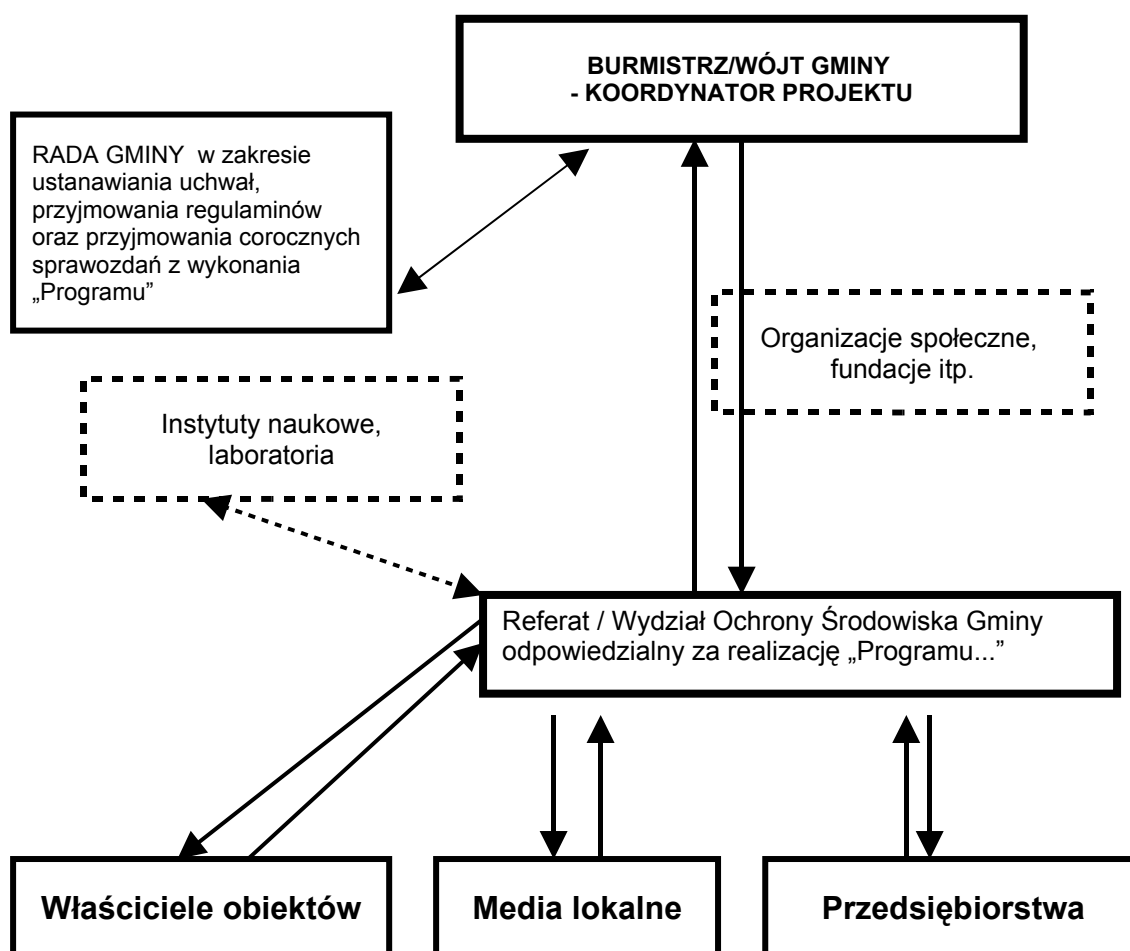 BURMISTRZ/WÓJT GMINY
- KOORDYNATOR PROJEKTU
RADA GMINY w zakresie
ustanawiania uchwał,
przyjmowania regulaminów
oraz przyjmowania corocznych
sprawozdań z wykonania
„Programu”
Organizacje społeczne,
fundacje itp.
Instytuty naukowe,
laboratoria
Referat / Wydział Ochrony Środowiska Gminy
odpowiedzialny za realizację „Programu...”
Właściciele obiektów
Media lokalne
Przedsiębiorstwa